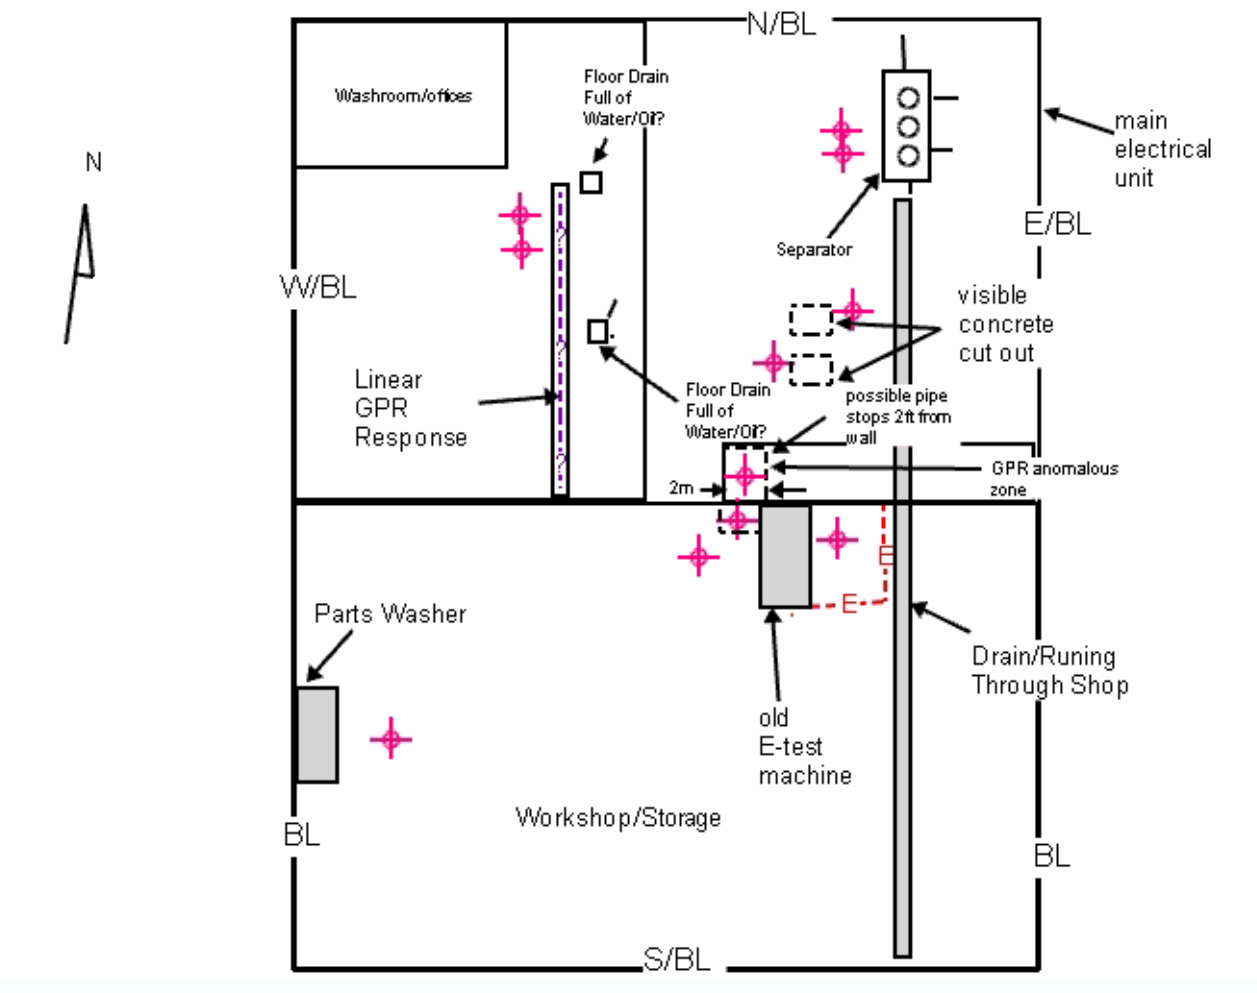 N/BL
Floor Drain
Full of
Water/Oil?
Washroom/offices
main
electrical
unit
N
E/BL
Separator
W/BL
visible
concrete
cut out
Linear
GPR
Response
Floor Drain
Full of
Water/Oil?
possible pipe
stops 2ft from
wall
2m
GPR anomalous
zone
E
E
Parts Washer
Drain/Runing
Through Shop
old
E-test
machine
Workshop/Storage
BL
BL
S/BL